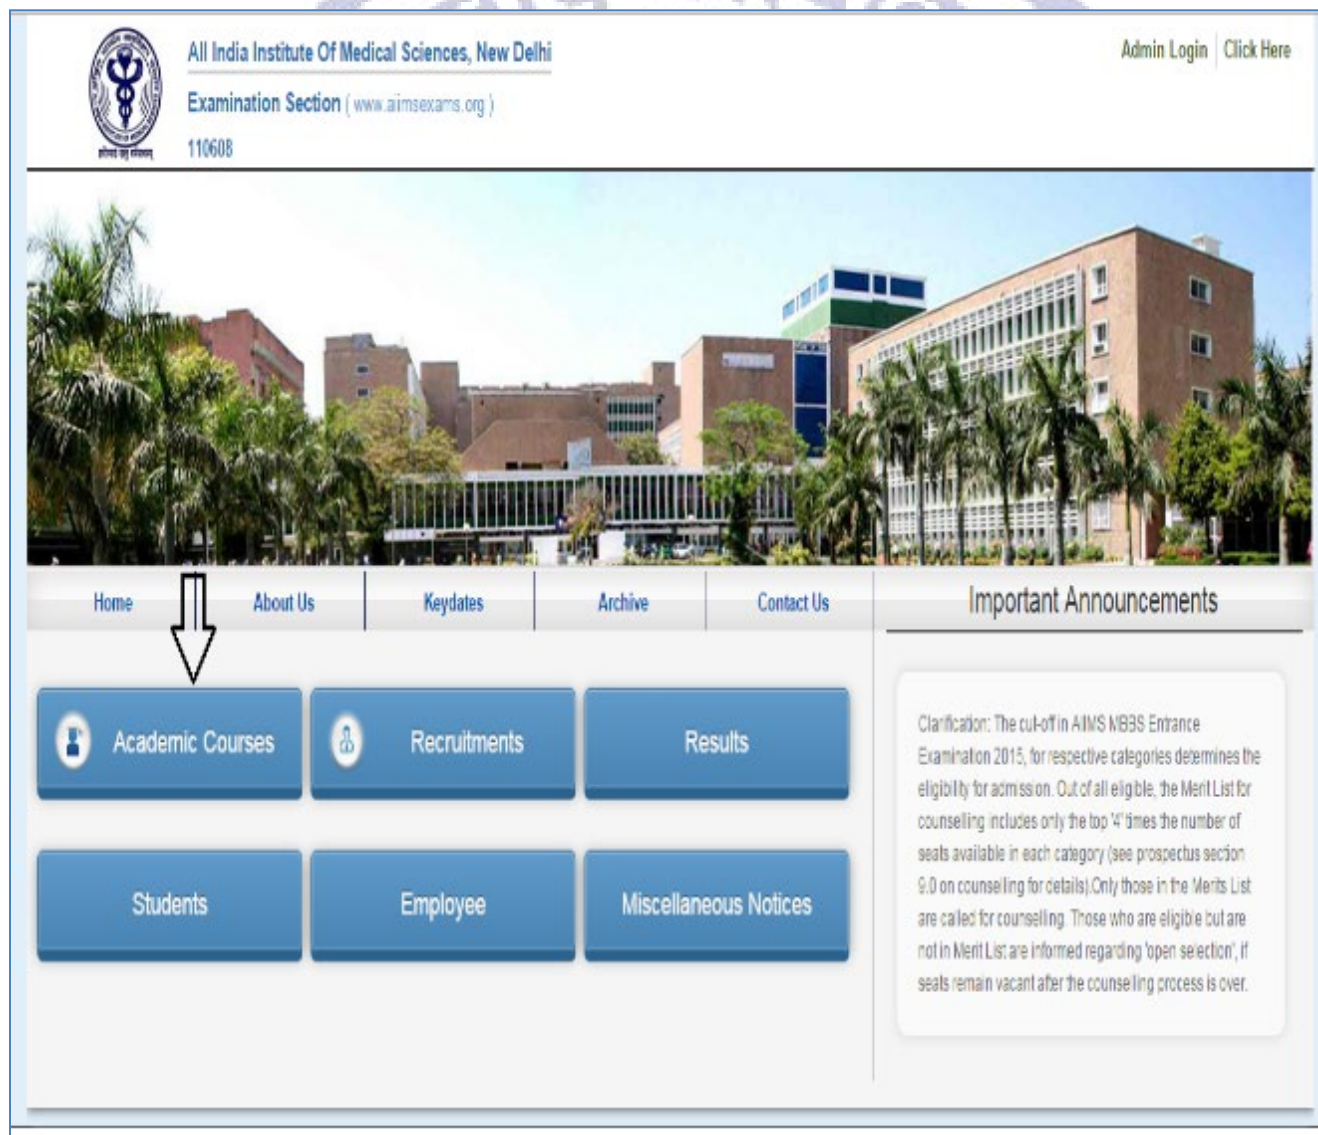 All India Institute Of Medical Sciences, New Delhi
Examination Section ( www.aiimsexams.org )
110608
Admin Login Click Here
Home About Us Keydates Archive Contact Us
Important Announcements
Academic Courses Recruitments Results
Students Employee Miscellaneous Notices
Clarification: The cut-off in AIIMS MBBS Entrance
Examination 2015, for respective categories determines the
eligibility for admission. Out of all eligible, the Merit List for
counselling includes only the top '4' times the number of
seats available in each category (see prospectus section
9.0 on counselling for details).Only those in the Merits List
are called for counselling. Those who are eligible but are
not in Merit List are informed regarding 'open selection', if
seats remain vacant after the counselling process is over.